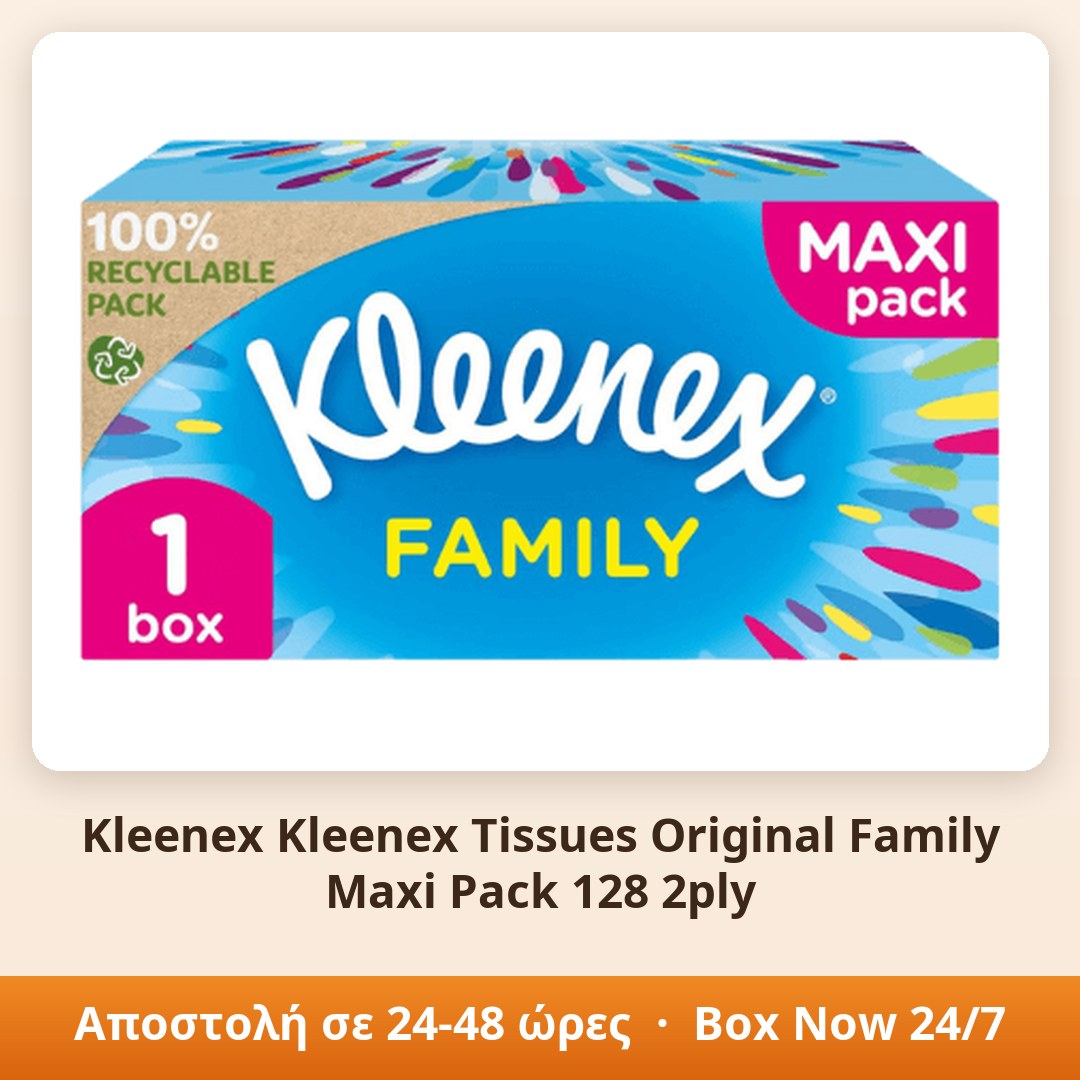 100%
RECYCLABLE
PACK
MAXI
pack
Kleenex®
FAMILY
1
box
Kleenex Kleenex Tissues Original Family
Maxi Pack 128 2ply
Αποστολή σε 24-48 ώρες · Box Now 24/7